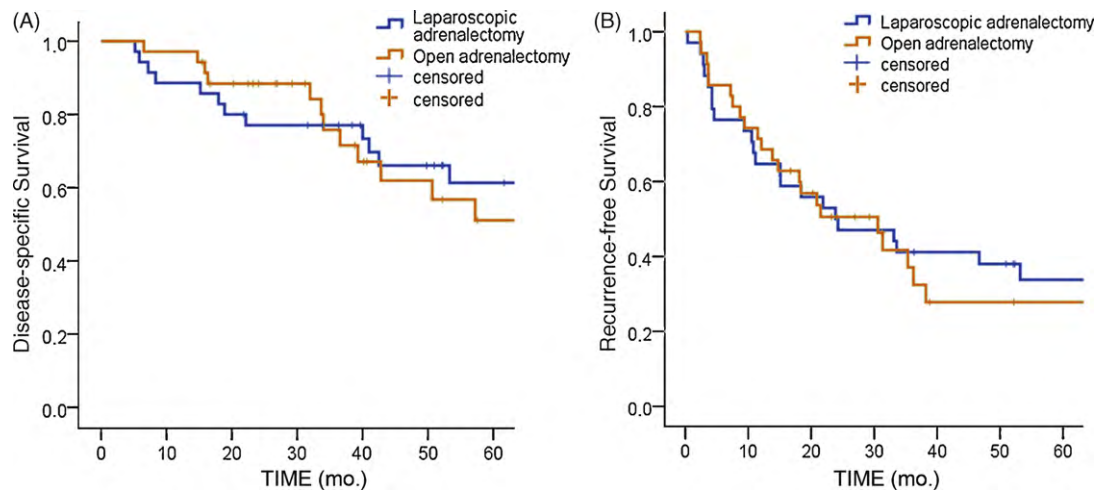 (A)
Laparoscopic
adrenalectomy
Open adrenalectomy
censored
censored
1.0
0.8
0.6
0.4
0.2
0.0
Disease-specific Survival
0 10 20 30 40 50 60
TIME (mo.)
(B)
Laparoscopic adrenalectomy
Open adrenalectomy
censored
censored
1.0
0.8
0.6
0.4
0.2
0.0
Recurrence-free Survival
0 10 20 30 40 50 60
TIME (mo.)